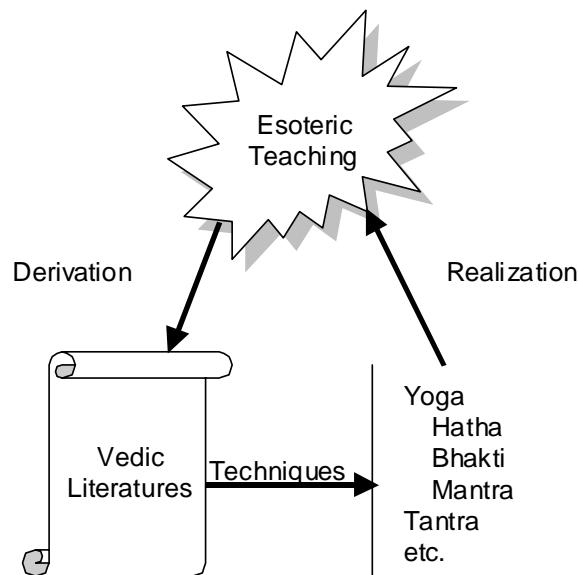 Esoteric
Teaching
Derivation
Realization
Vedic
Literatures
Techniques
Yoga
Hatha
Bhakti
Mantra
Tantra
etc.